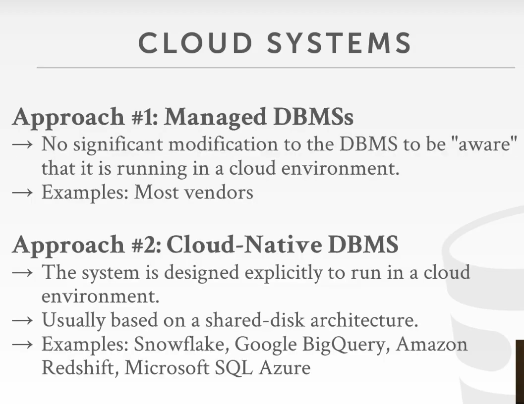 CLOUD SYSTEMS
Approach #1: Managed DBMSs
→ No significant modification to the DBMS to be "aware"
that it is running in a cloud environment.
→ Examples: Most vendors
Approach #2: Cloud-Native DBMS
→ The system is designed explicitly to run in a cloud
environment.
→ Usually based on a shared-disk architecture.
→ Examples: Snowflake, Google BigQuery, Amazon
Redshift, Microsoft SQL Azure